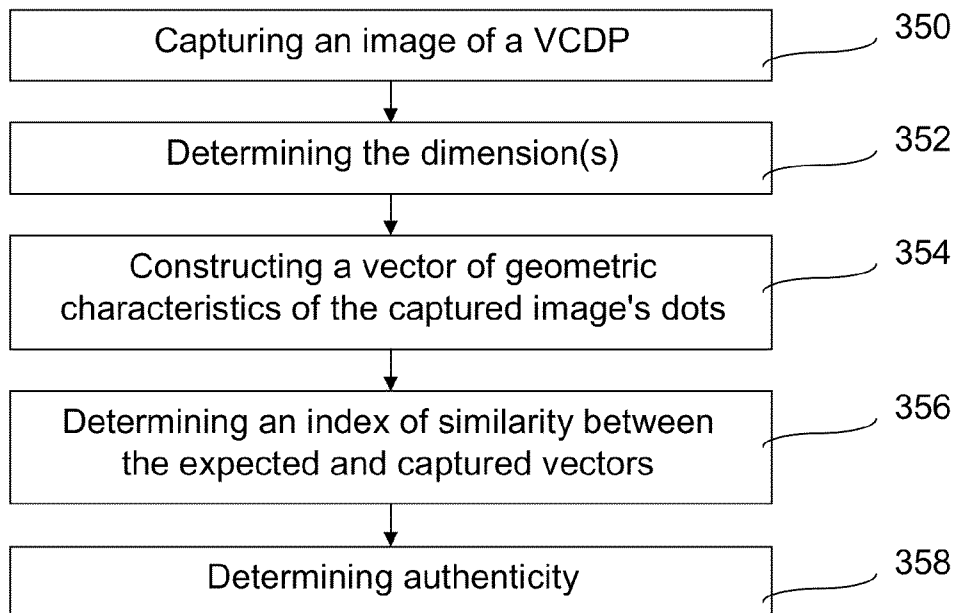 Capturing an image of a VCDP
350
Determining the dimension(s)
352
Constructing a vector of geometric
characteristics of the captured image's dots
354
Determining an index of similarity between
the expected and captured vectors
356
Determining authenticity
358